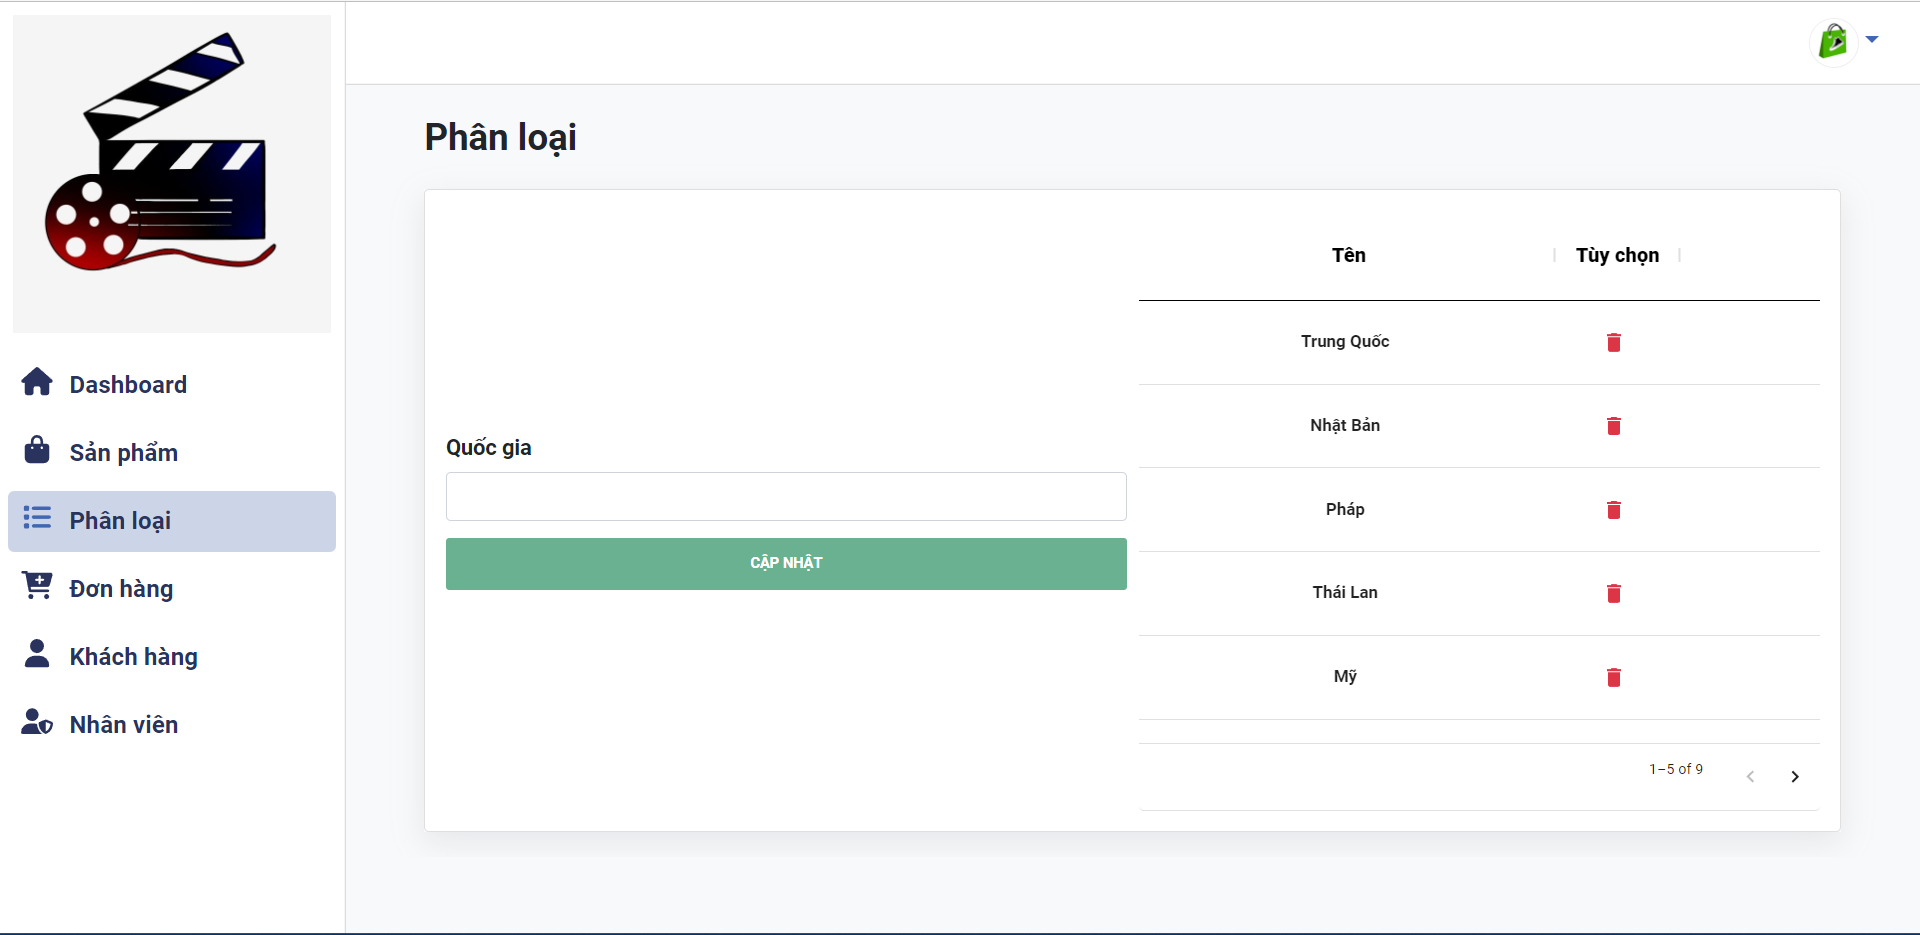 Dashboard
Sản phẩm
Phân loại
Đơn hàng
Khách hàng
Nhân viên
Phân loại
Quốc gia
CẬP NHẬT
Tên Tùy chọn
Trung Quốc
Nhật Bản
Pháp
Thái Lan
Mỹ
1–5 of 9